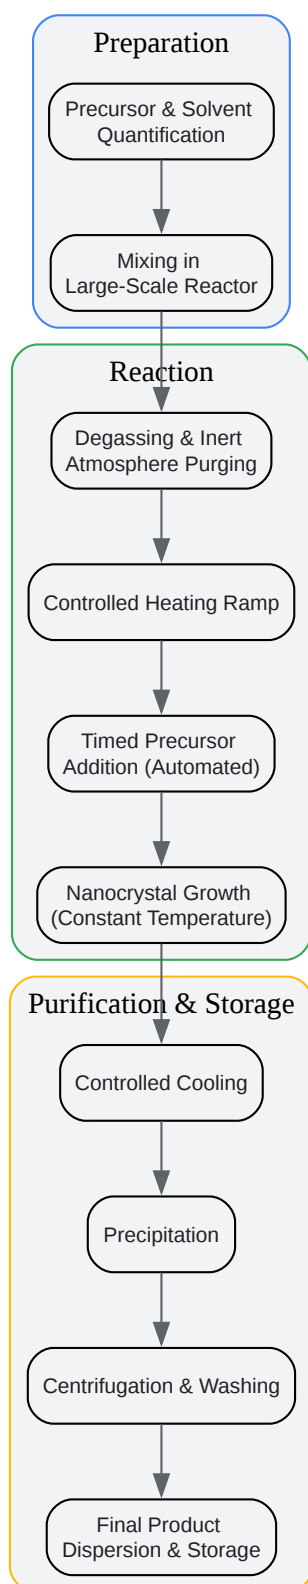 Preparation
Precursor & Solvent
Quantification
Mixing in
Large-Scale Reactor
Reaction
Degassing & Inert
Atmosphere Purging
Controlled Heating Ramp
Timed Precursor
Addition (Automated)
Nanocrystal Growth
(Constant Temperature)
Purification & Storage
Controlled Cooling
Precipitation
Centrifugation & Washing
Final Product
Dispersion & Storage